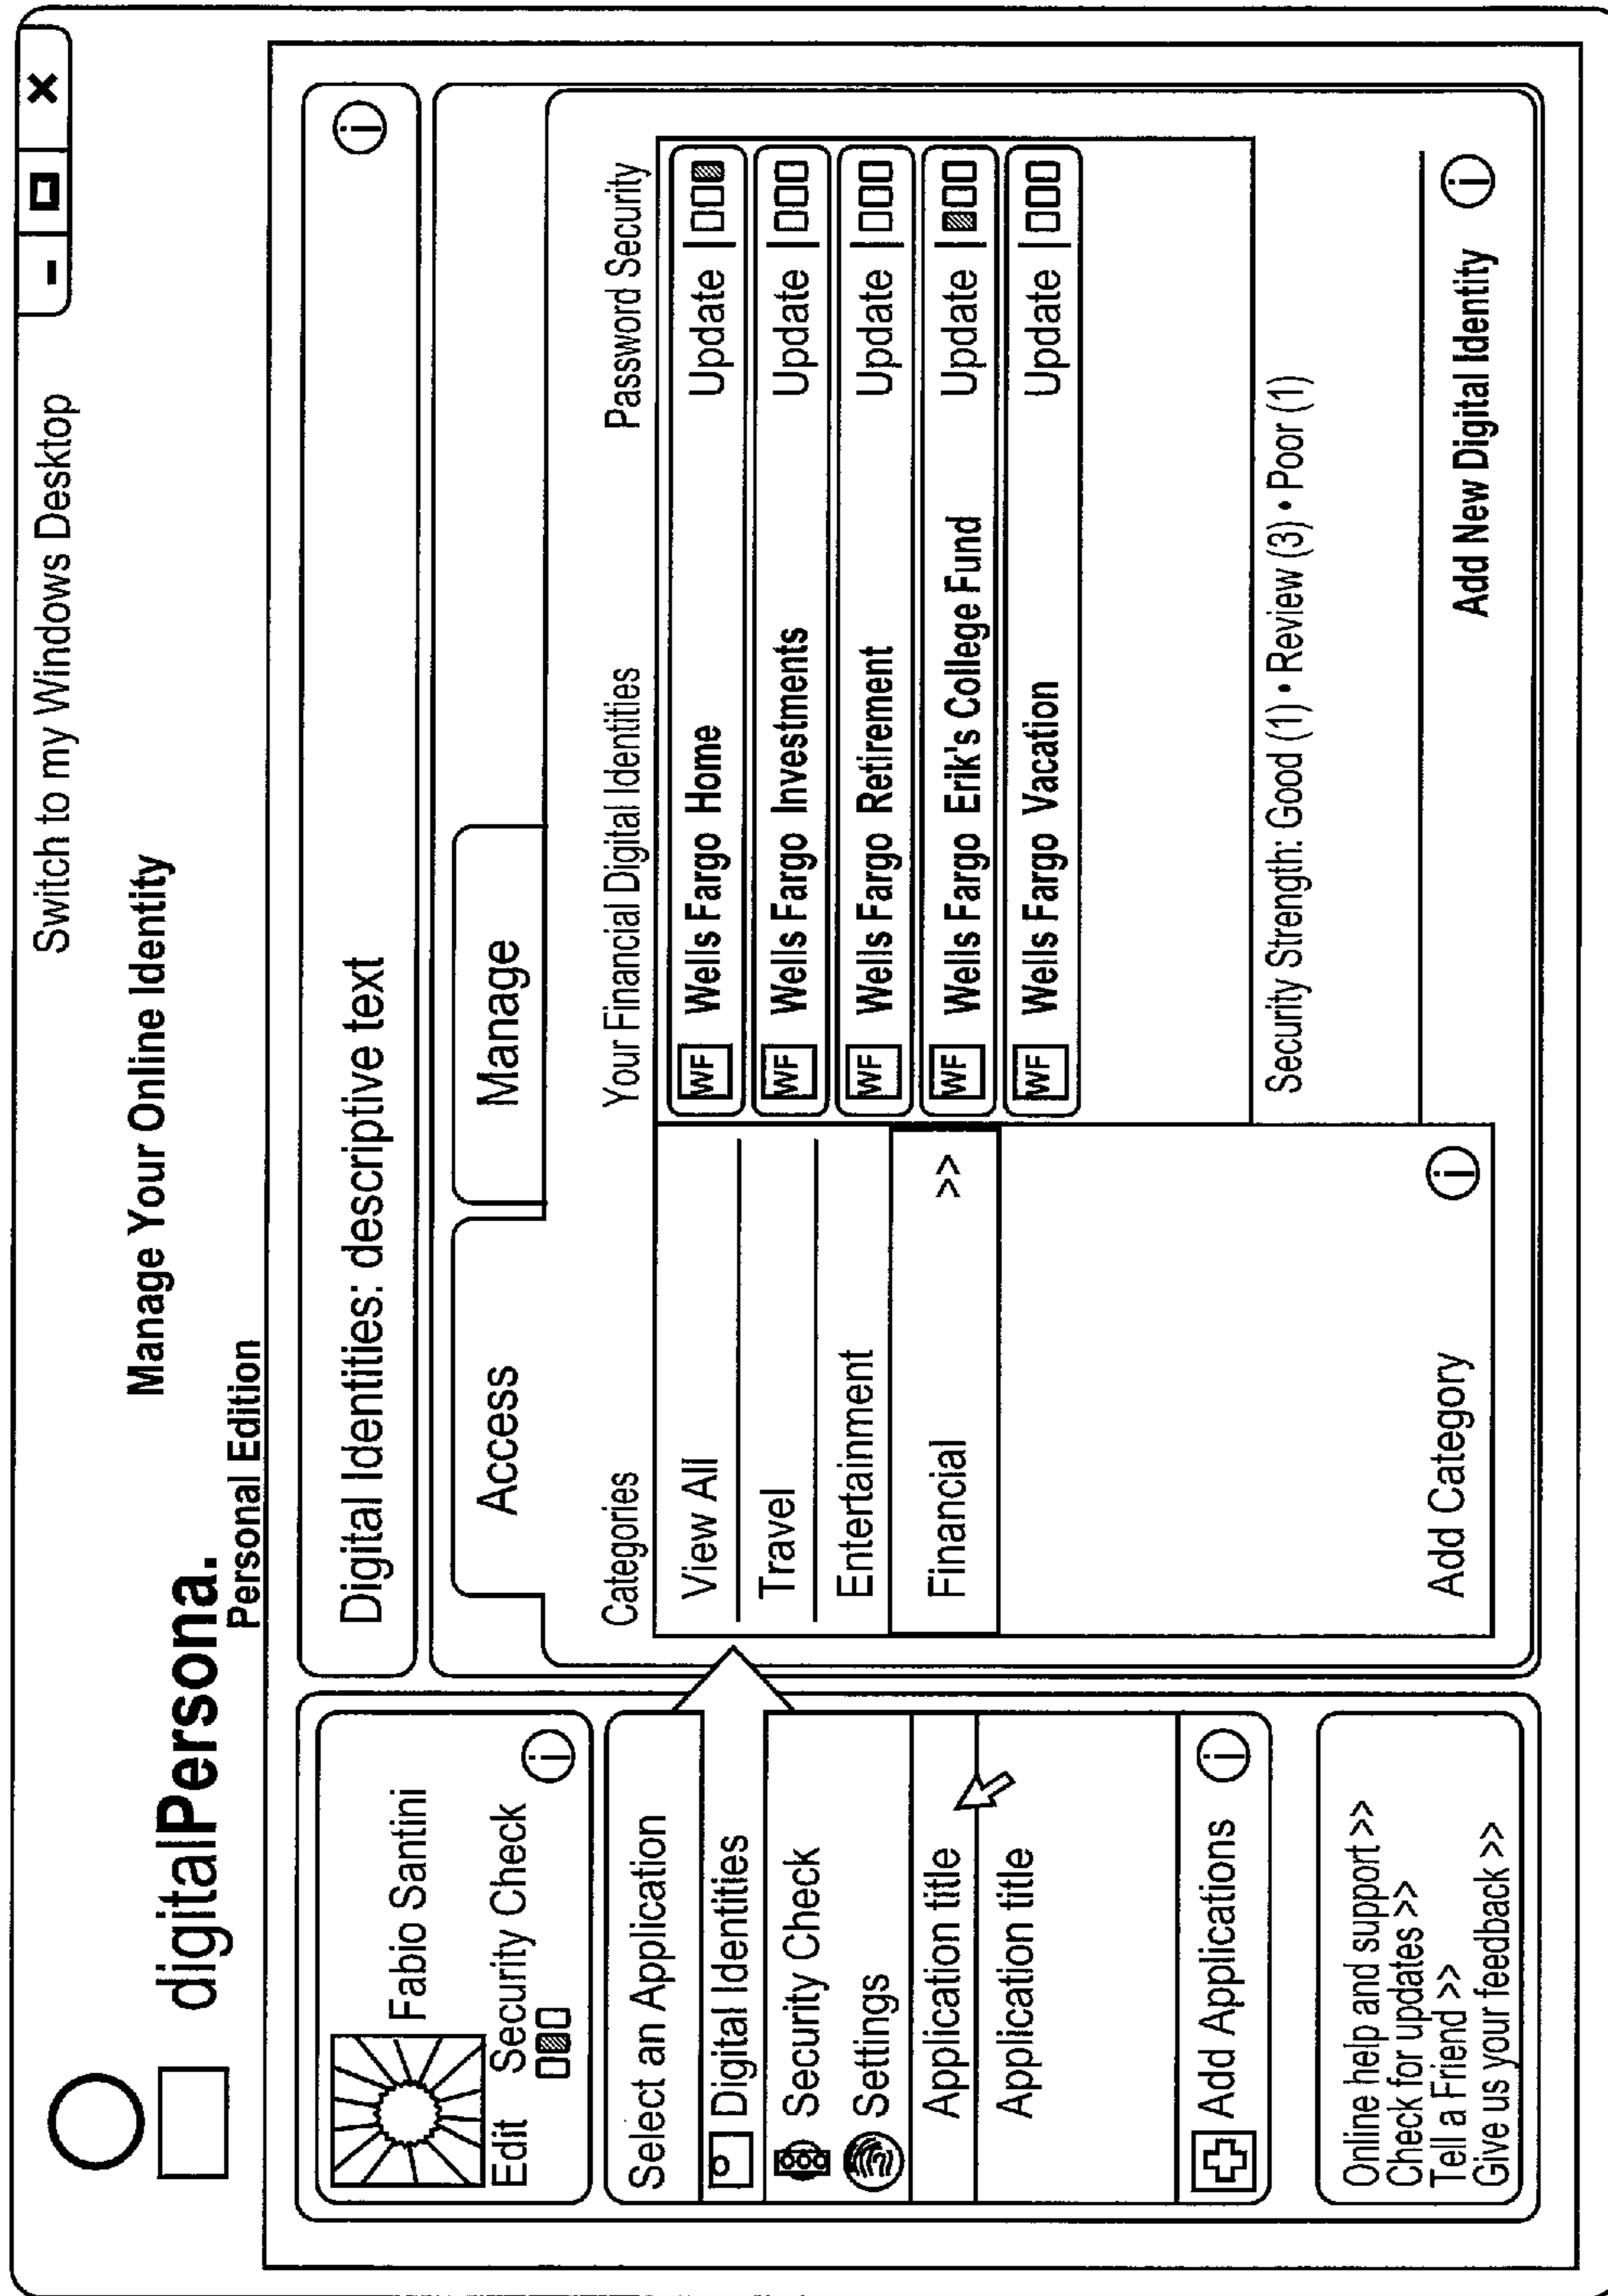 Switch to my Windows Desktop
Manage Your Online Identity
digitalPersona.
Personal Edition
Fabio Santini
Edit Security Check
i
Select an Application
Digital Identities
Security Check
Settings
Application title
Application title
Add Applications i
Online help and support >>
Check for updates >>
Tell a Friend >>
Give us your feedback >>
Digital Identities: descriptive text i
Access Manage
Categories
View All
Travel
Entertainment
Financial >>
Add Category i
Your Financial Digital Identities Password Security
WF Wells Fargo Home Update
WF Wells Fargo Investments Update
WF Wells Fargo Retirement Update
WF Wells Fargo Erik's College Fund Update
WF Wells Fargo Vacation Update
Security Strength: Good (1) • Review (3) • Poor (1)
Add New Digital Identity i